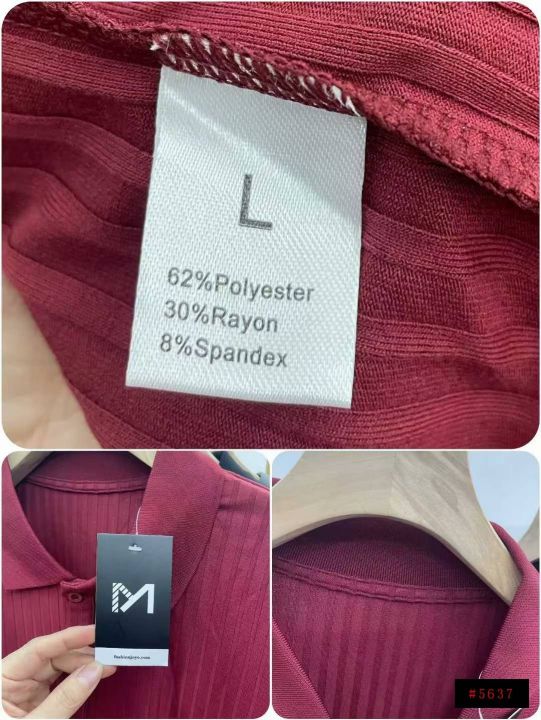 L
62%Polyester
30%Rayon
8%Spandex
M
#5637